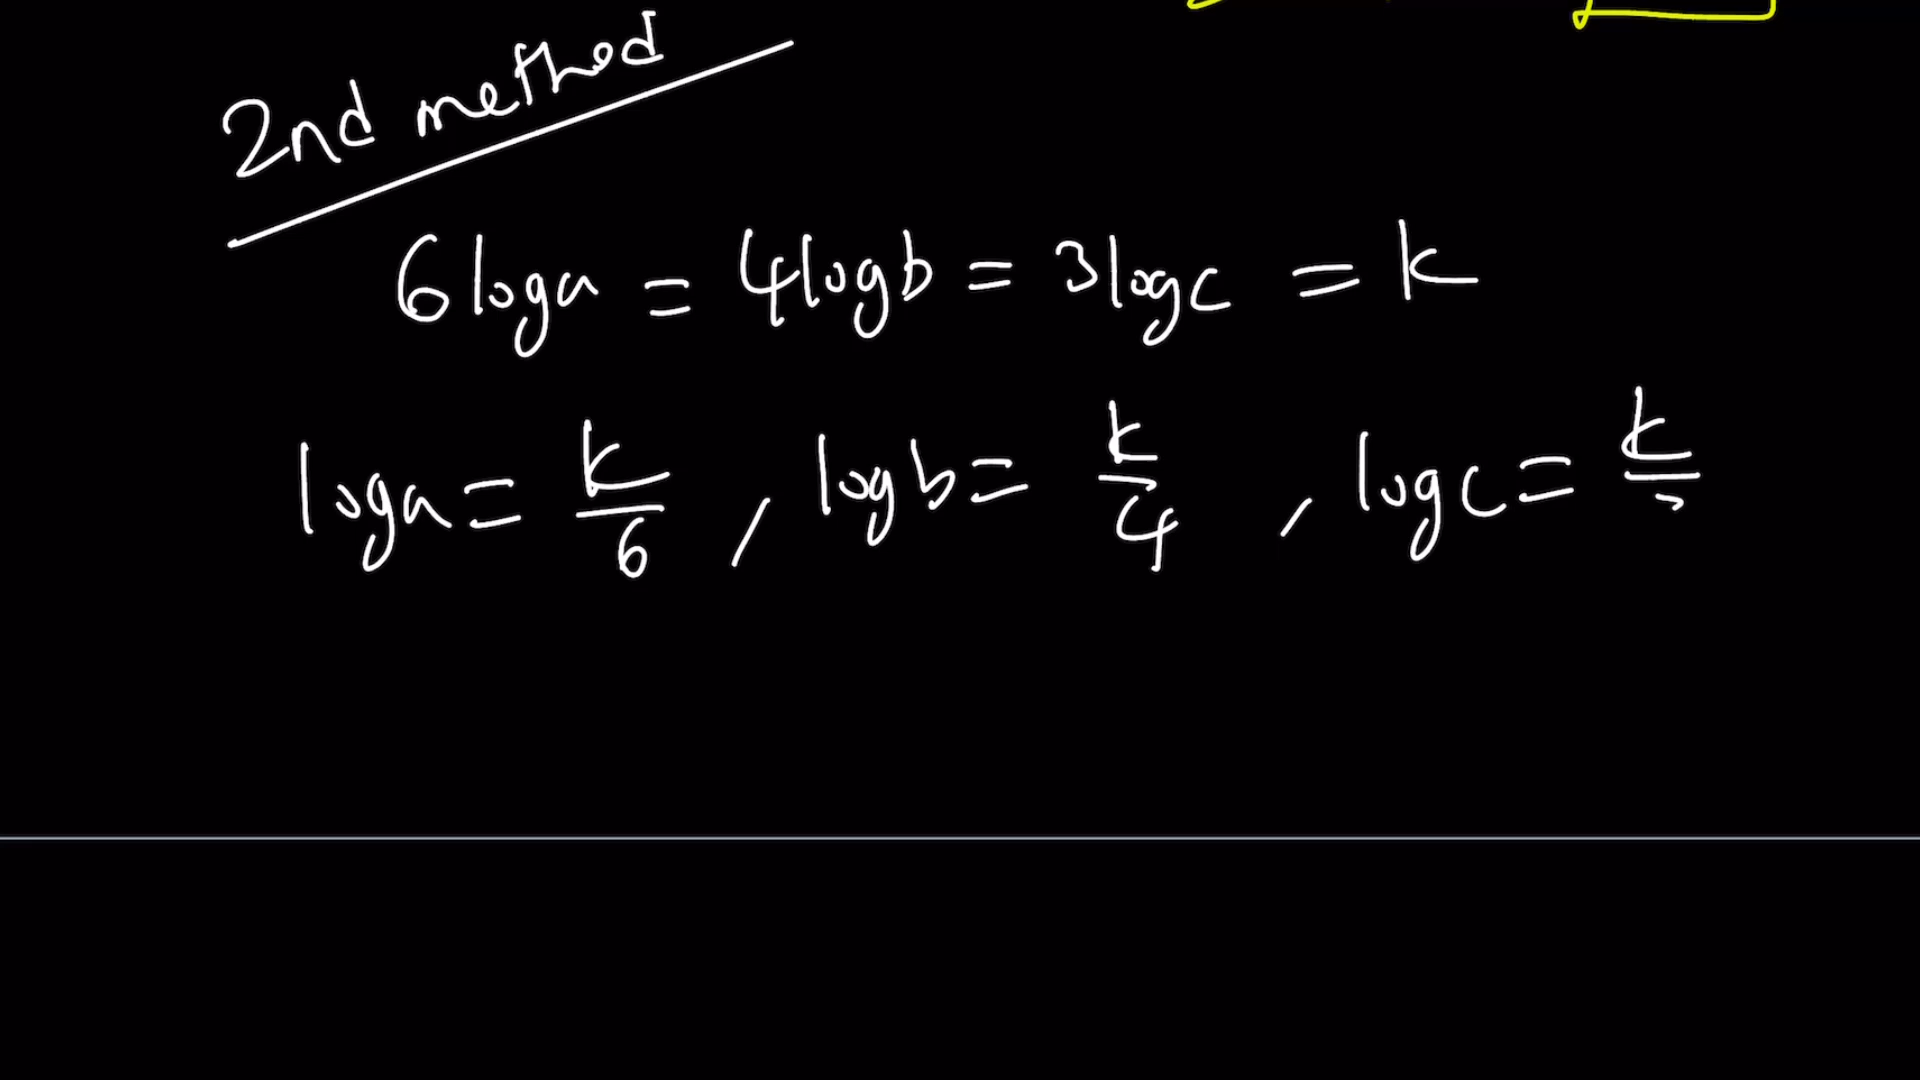 2nd method
6 log a = 4 log b = 3 log c = k
log a = k/6 , log b = k/4 , log c = k/